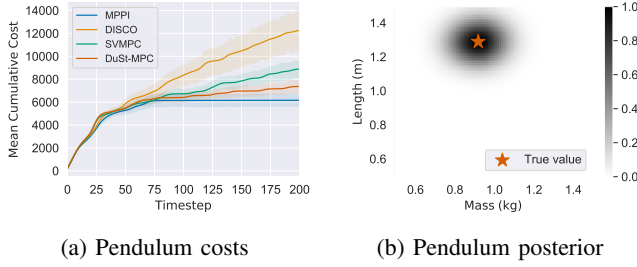 14000
12000
10000
8000
6000
4000
2000
0
Mean Cumulative Cost
MPPI
DISCO
SVMPC
DuSt-MPC
0 25 50 75 100 125 150 175 200
Timestep
(a) Pendulum costs
1.4
1.2
1.0
0.8
0.6
Length (m)
True value
0.6 0.8 1.0 1.2 1.4
Mass (kg)
1.0
0.8
0.6
0.4
0.2
0.0
(b) Pendulum posterior